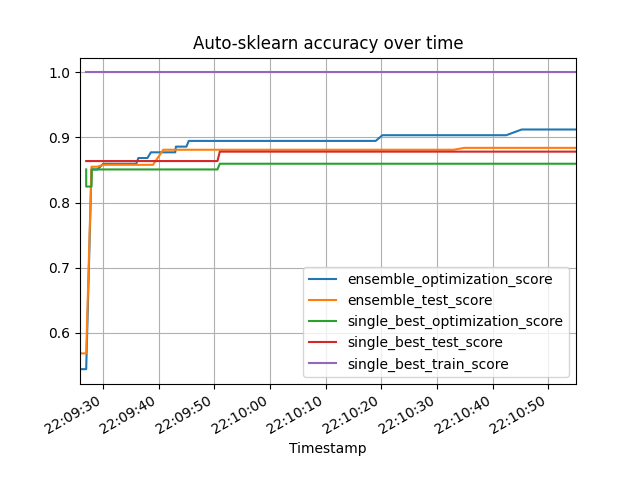 Auto-sklearn accuracy over time
1.0
0.9
0.8
0.7
0.6
ensemble_optimization_score
ensemble_test_score
single_best_optimization_score
single_best_test_score
single_best_train_score
22:09:30
22:09:40
22:09:50
22:10:00
22:10:10
22:10:20
22:10:30
22:10:40
22:10:50
Timestamp